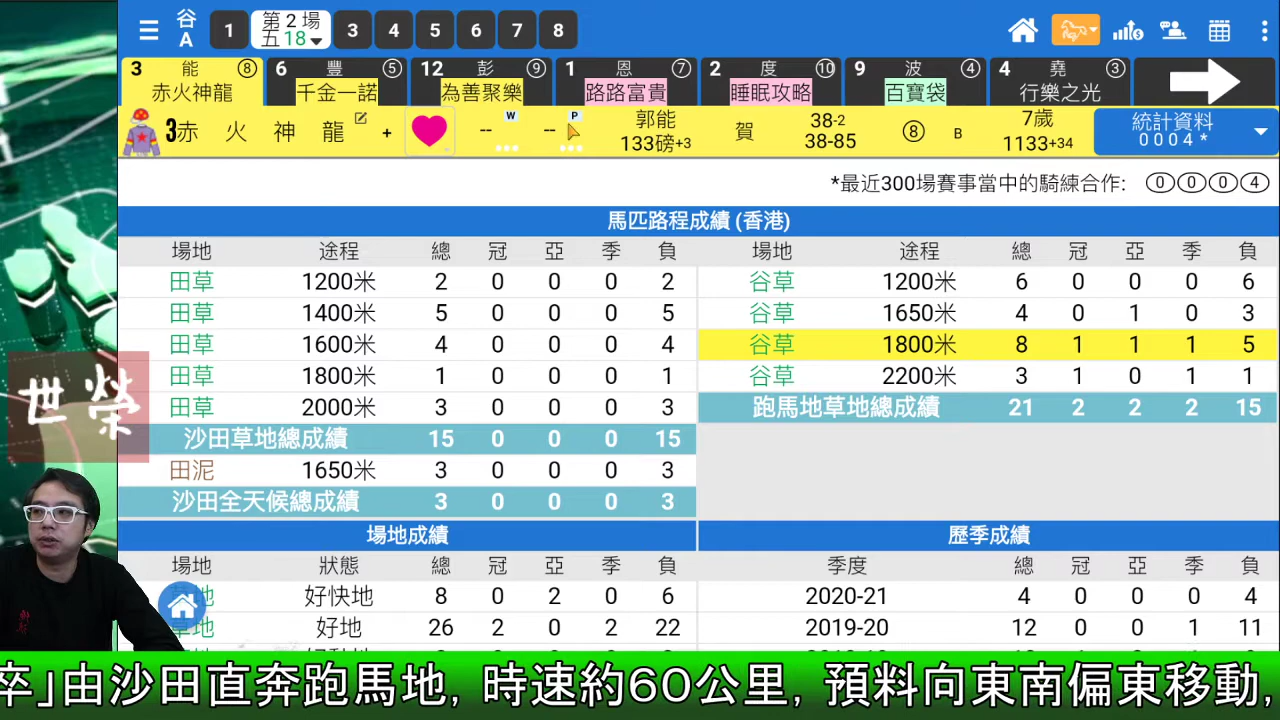 谷 A 1 第 2 場 五 18 3 4 5 6 7 8
3 能 ⑧ 赤火神龍
6 豐 ⑤ 千金一諾
12 彭 ⑨ 為善聚樂
1 恩 ⑦ 路路富貴
2 度 ⑩ 睡眠攻略
9 波 ④ 百寶袋
4 堯 ③ 行樂之光
3赤 火 神 龍 + -- W -- P 郭能 133磅+3 賀 38-2 38-85 ⑧ B 7歲 1133+34 統計資料 0004*
*最近300場賽事當中的騎練合作: 0 0 0 4
馬匹路程成績 (香港)
場地 途程 總 冠 亞 季 負
田草 1200米 2 0 0 0 2
田草 1400米 5 0 0 0 5
田草 1600米 4 0 0 0 4
田草 1800米 1 0 0 0 1
田草 2000米 3 0 0 0 3
沙田草地總成績 15 0 0 0 15
田泥 1650米 3 0 0 0 3
沙田全天候總成績 3 0 0 0 3
場地 途程 總 冠 亞 季 負
谷草 1200米 6 0 0 0 6
谷草 1650米 4 0 1 0 3
谷草 1800米 8 1 1 1 5
谷草 2200米 3 1 0 1 1
跑馬地草地總成績 21 2 2 2 15
場地成績
場地 狀態 總 冠 亞 季 負
草地 好快地 8 0 2 0 6
草地 好地 26 2 0 2 22
歷季成績
季度 總 冠 亞 季 負
2020-21 4 0 0 0 4
2019-20 12 0 0 1 11
世榮
卒」由沙田直奔跑馬地, 時速約60公里, 預料向東南偏東移動,